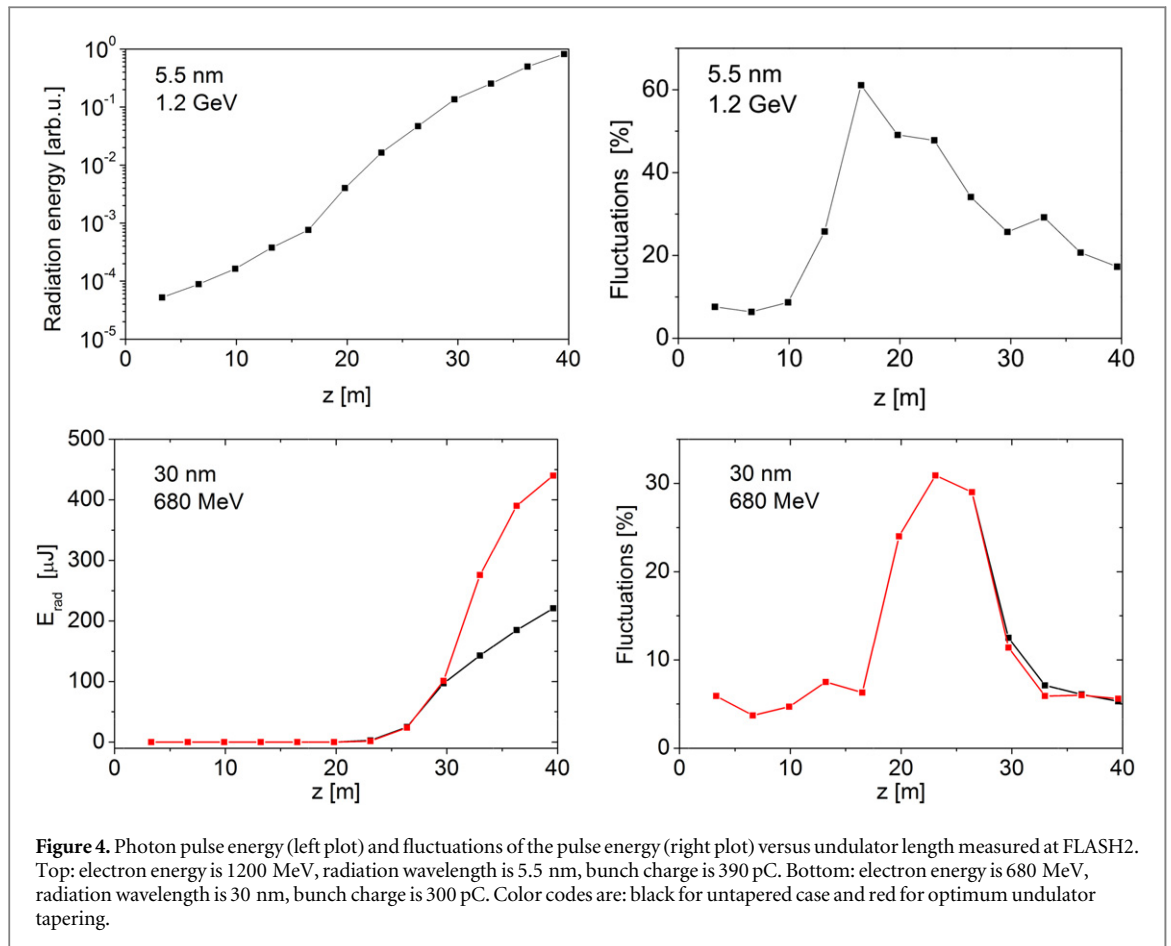 10^0
10^-1
10^-2
10^-3
10^-4
10^-5
Radiation energy [arb.u.]
5.5 nm
1.2 GeV
0 10 20 30 40
z [m]
60
40
20
0
Fluctuations [%]
5.5 nm
1.2 GeV
0 10 20 30 40
z [m]
500
400
300
200
100
0
E_rad [μJ]
30 nm
680 MeV
0 10 20 30 40
z [m]
30
20
10
0
Fluctuations [%]
30 nm
680 MeV
0 10 20 30 40
z [m]
Figure 4. Photon pulse energy (left plot) and fluctuations of the pulse energy (right plot) versus undulator length measured at FLASH2.
Top: electron energy is 1200 MeV, radiation wavelength is 5.5 nm, bunch charge is 390 pC. Bottom: electron energy is 680 MeV,
radiation wavelength is 30 nm, bunch charge is 300 pC. Color codes are: black for untapered case and red for optimum undulator
tapering.